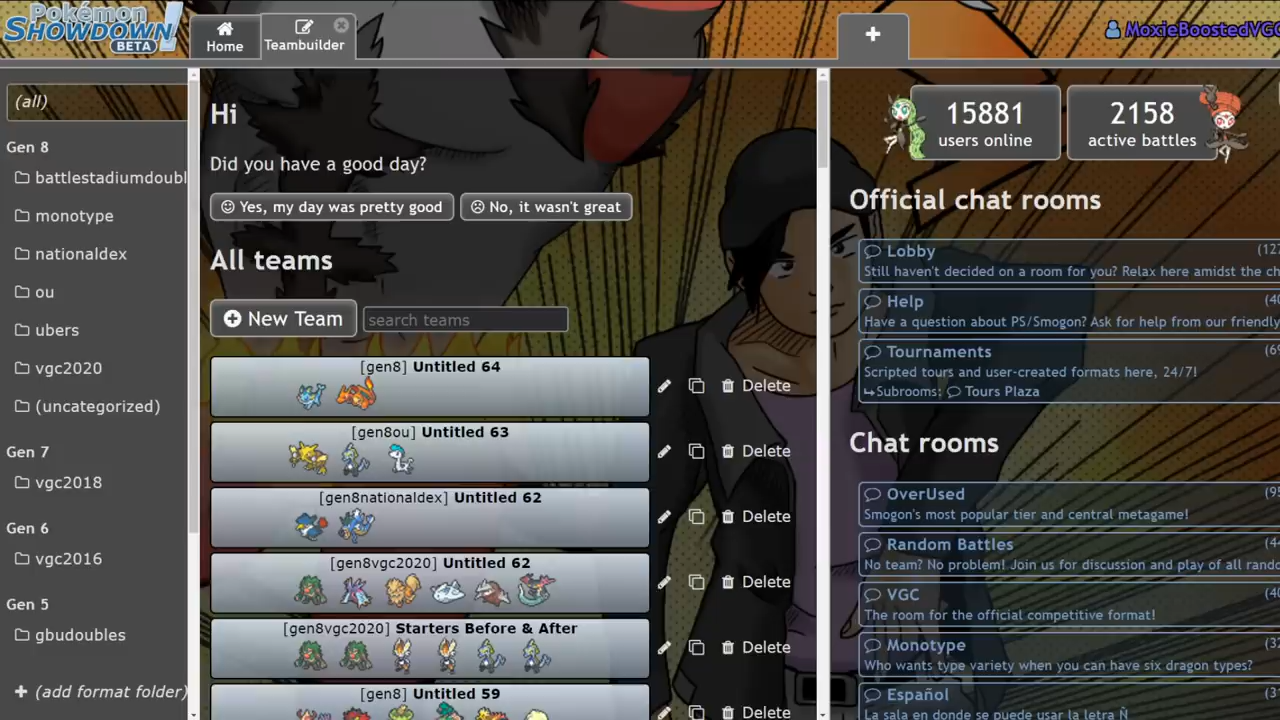 Pokémon
SHOWDOWN!
BETA
Home
Teambuilder
MoxieBoostedVGC
(all)
Gen 8
battlestadiumdoubl
monotype
nationaldex
ou
ubers
vgc2020
(uncategorized)
Gen 7
vgc2018
Gen 6
vgc2016
Gen 5
gbudoubles
(add format folder)
Hi
Did you have a good day?
Yes, my day was pretty good
No, it wasn't great
All teams
New Team
search teams
[gen8] Untitled 64
Delete
[gen8ou] Untitled 63
Delete
[gen8nationaldex] Untitled 62
Delete
[gen8vgc2020] Untitled 62
Delete
[gen8vgc2020] Starters Before & After
Delete
[gen8] Untitled 59
Delete
15881
users online
2158
active battles
Official chat rooms
Lobby
Still haven't decided on a room for you? Relax here amidst the ch
Help
Have a question about PS/Smogon? Ask for help from our friendly
Tournaments
Scripted tours and user-created formats here, 24/7!
↳Subrooms: Tours Plaza
Chat rooms
OverUsed
Smogon's most popular tier and central metagame!
Random Battles
No team? No problem! Join us for discussion and play of all rando
VGC
The room for the official competitive format!
Monotype
Who wants type variety when you can have six dragon types?
Español
La sala en donde se puede usar la letra Ñ